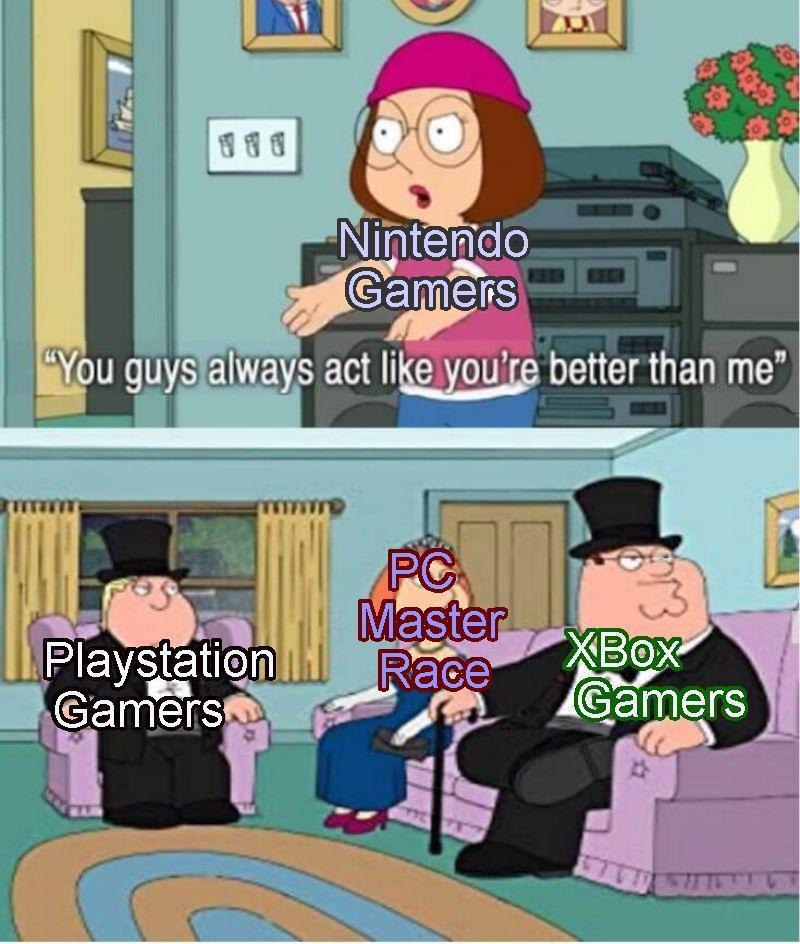 Nintendo
Gamers
“You guys always act like you’re better than me”
PC
Master
Race
Playstation
Gamers
XBox
Gamers